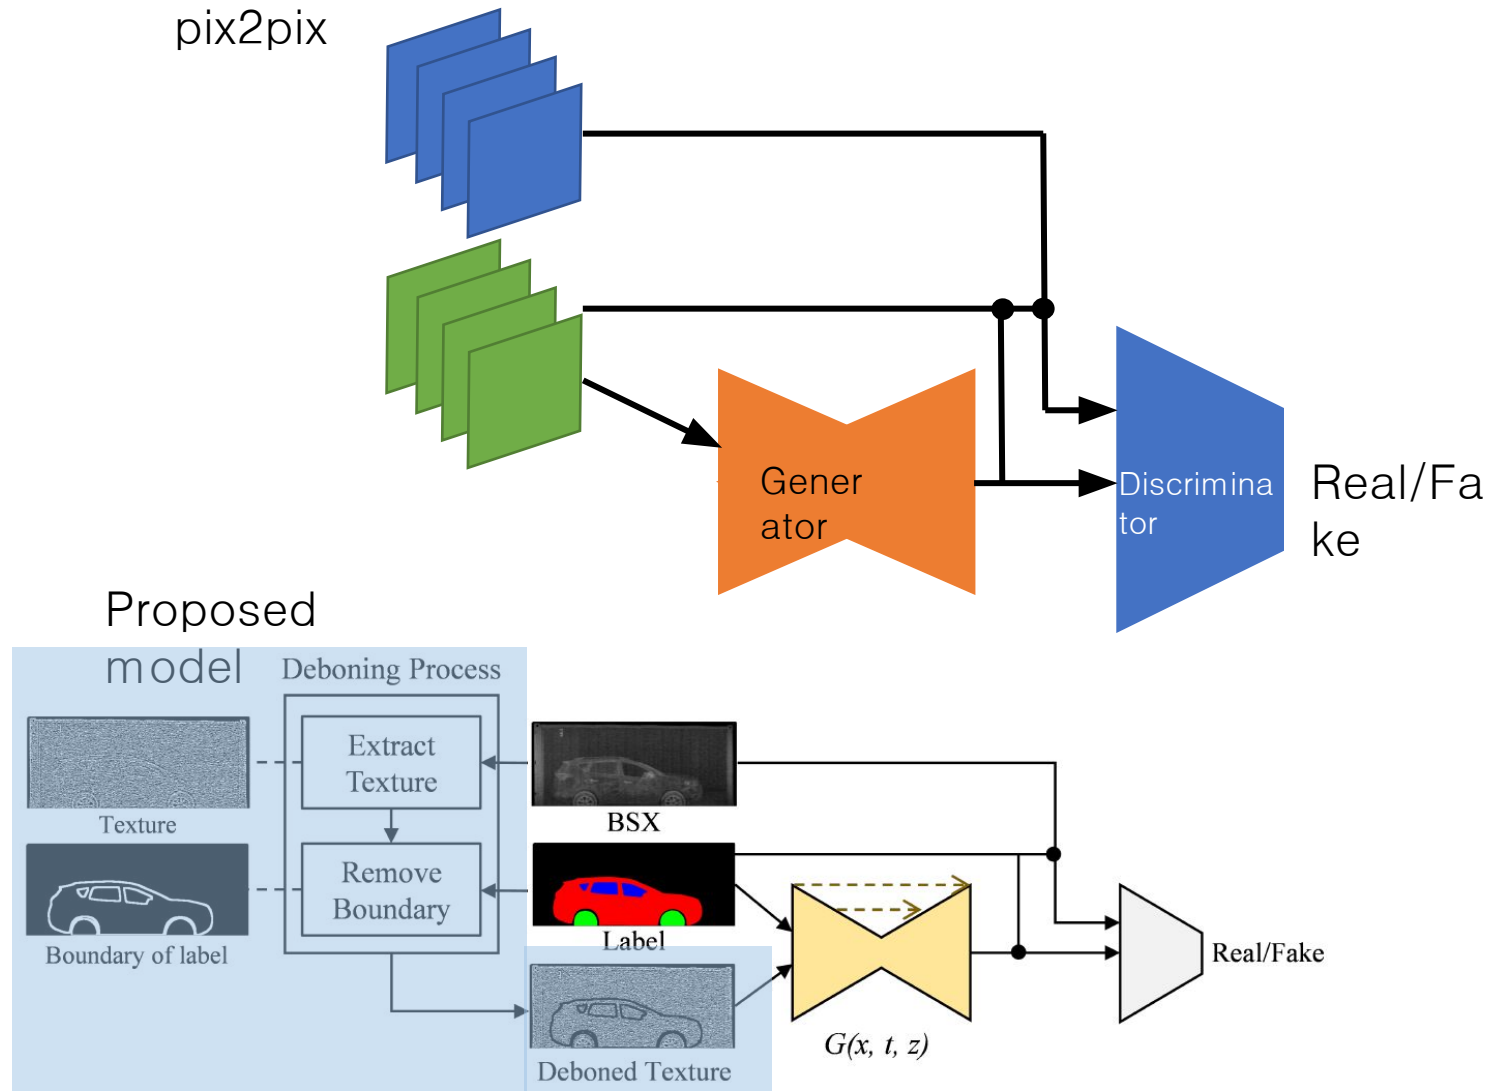 pix2pix
Gener
ator
Discrimina
tor
Real/Fa
ke
Proposed
model
Deboning Process
Extract
Texture
Texture
BSX
Remove
Boundary
Boundary of label
Label
Deboned Texture
G(x, t, z)
Real/Fake